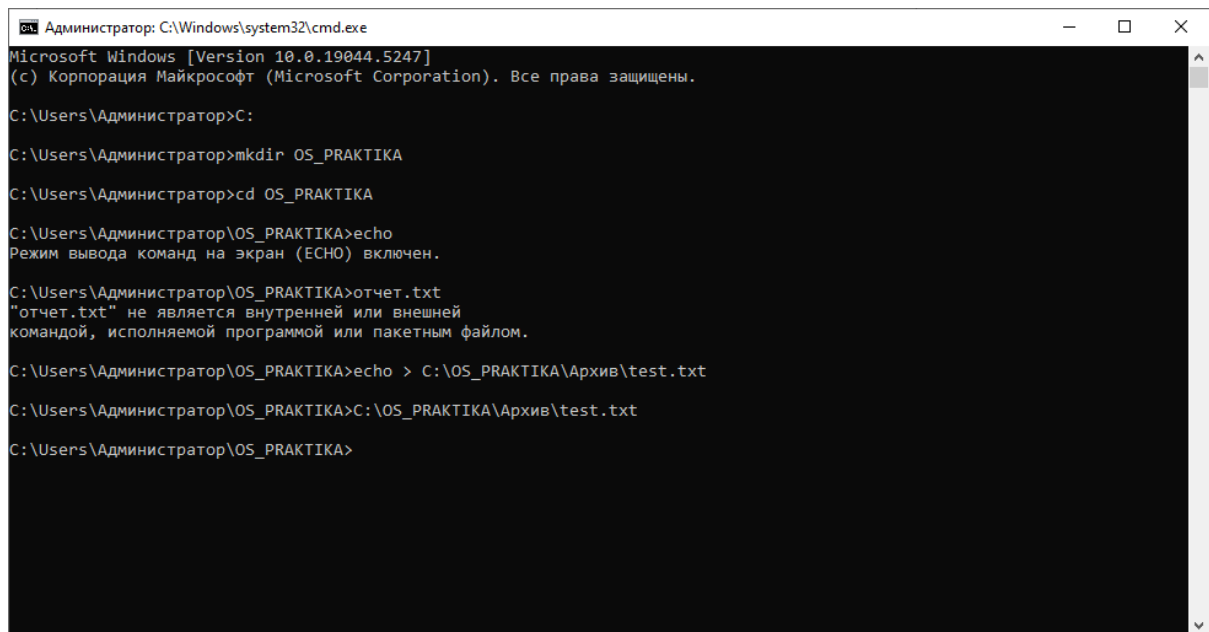 Администратор: C:\Windows\system32\cmd.exe
Microsoft Windows [Version 10.0.19044.5247]
(c) Корпорация Майкрософт (Microsoft Corporation). Все права защищены.
C:\Users\Администратор>C:
C:\Users\Администратор>mkdir OS_PRAKTIKA
C:\Users\Администратор>cd OS_PRAKTIKA
C:\Users\Администратор\OS_PRAKTIKA>echo
Режим вывода команд на экран (ECHO) включен.
C:\Users\Администратор\OS_PRAKTIKA>отчет.txt
"отчет.txt" не является внутренней или внешней
командой, исполняемой программой или пакетным файлом.
C:\Users\Администратор\OS_PRAKTIKA>echo > C:\OS_PRAKTIKA\Архив\test.txt
C:\Users\Администратор\OS_PRAKTIKA>C:\OS_PRAKTIKA\Архив\test.txt
C:\Users\Администратор\OS_PRAKTIKA>